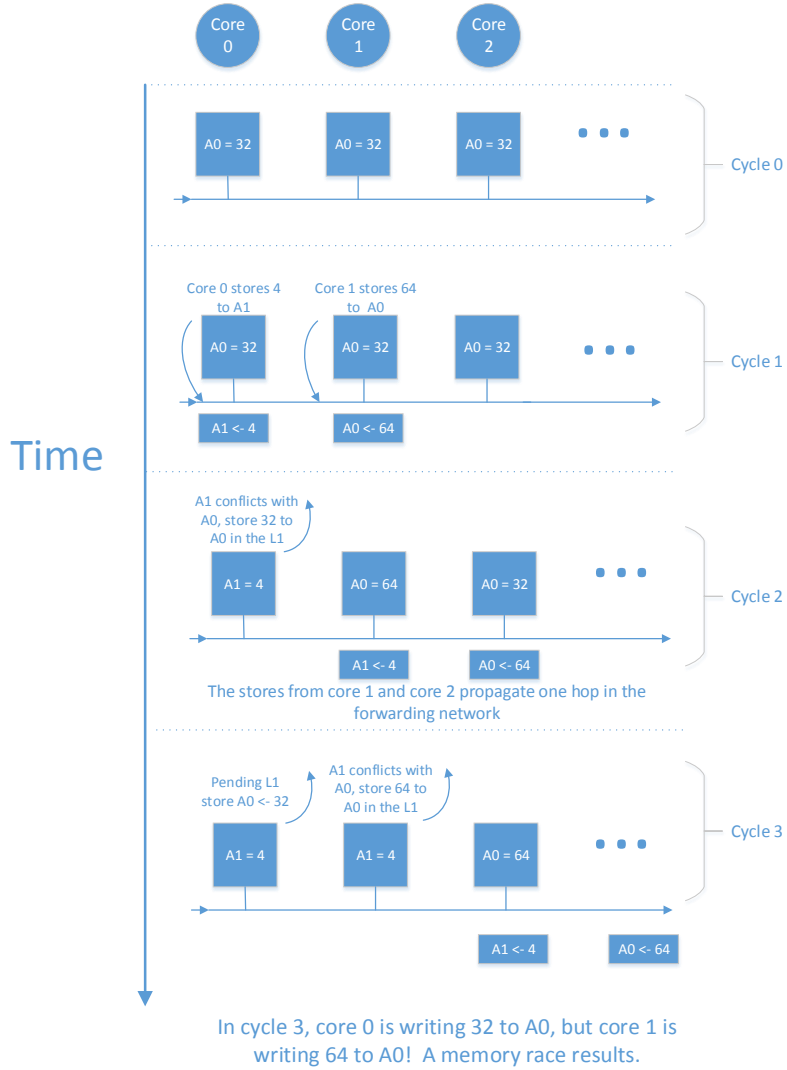 Core
0
Core
1
Core
2
Time
A0 = 32
A0 = 32
A0 = 32
Cycle 0
Core 0 stores 4
to A1
Core 1 stores 64
to A0
A0 = 32
A0 = 32
A0 = 32
Cycle 1
A1 <- 4
A0 <- 64
A1 conflicts with
A0, store 32 to
A0 in the L1
A1 = 4
A0 = 64
A0 = 32
Cycle 2
A1 <- 4
A0 <- 64
The stores from core 1 and core 2 propagate one hop in the
forwarding network
Pending L1
store A0 <- 32
A1 conflicts with
A0, store 64 to
A0 in the L1
A1 = 4
A1 = 4
A0 = 64
Cycle 3
A1 <- 4
A0 <- 64
In cycle 3, core 0 is writing 32 to A0, but core 1 is
writing 64 to A0! A memory race results.